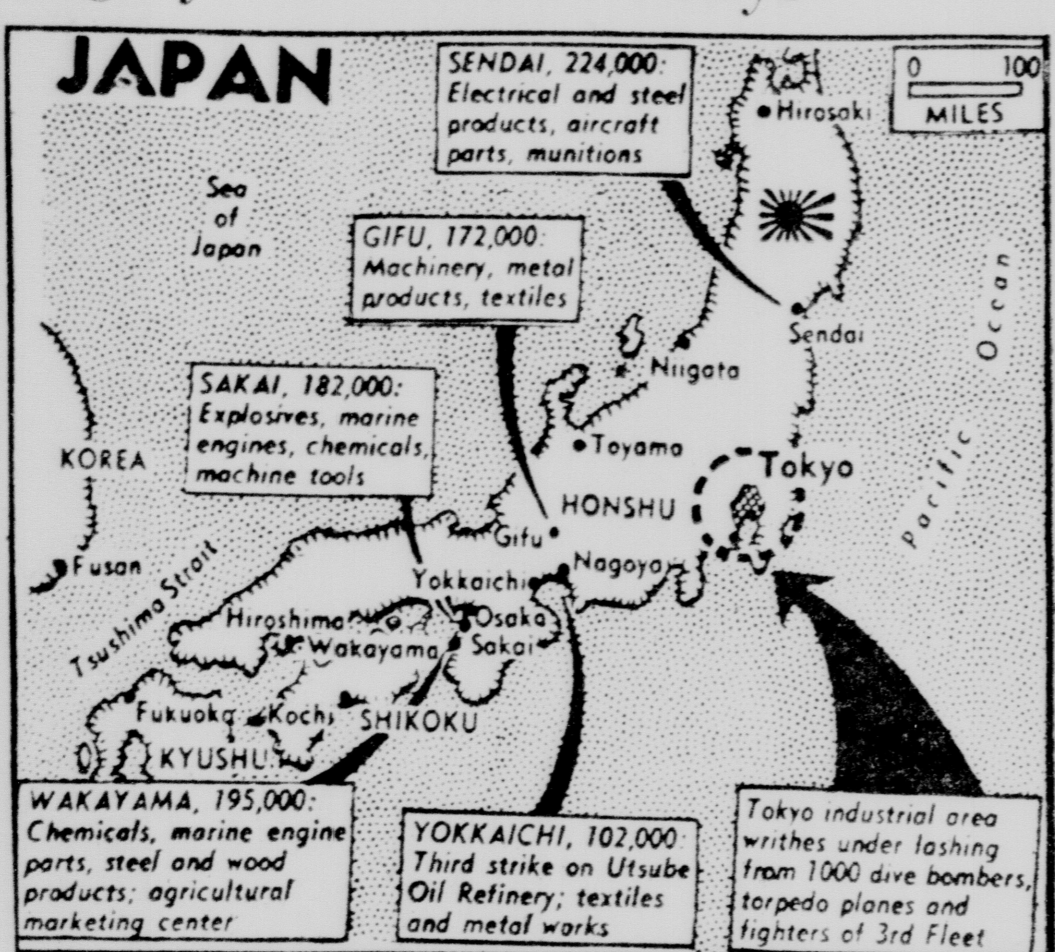 JAPAN
SENDAI, 224,000:
Electrical and steel
products, aircraft
parts, munitions
0 100
MILES
Hirosaki
Sea
of
Japan
GIFU, 172,000:
Machinery, metal
products, textiles
Sendai
Pacific Ocean
Niigata
SAKAI, 182,000:
Explosives, marine
engines, chemicals,
machine tools
KOREA
Toyama
Tokyo
HONSHU
Gifu
Nagoya
Fusan
Tsushima Strait
Yokkaichi
Hiroshima
Osaka
Wakayama
Sakai
Fukuoka
Kochi
SHIKOKU
KYUSHU
WAKAYAMA, 195,000:
Chemicals, marine engine
parts, steel and wood
products; agricultural
marketing center
YOKKAICHI, 102,000:
Third strike on Utsube
Oil Refinery; textiles
and metal works
Tokyo industrial area
writhes under lashing
from 1000 dive bombers,
torpedo planes and
fighters of 3rd Fleet